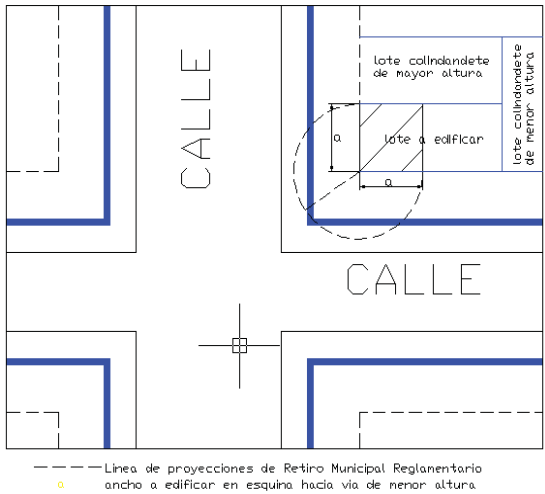 CALLE
lote colindandete
de mayor altura
lote colindandete
de menor altura
a
lote a edificar
a
CALLE
Linea de proyecciones de Retiro Municipal Reglamentario
a ancho a edificar en esquina hacia via de menor altura